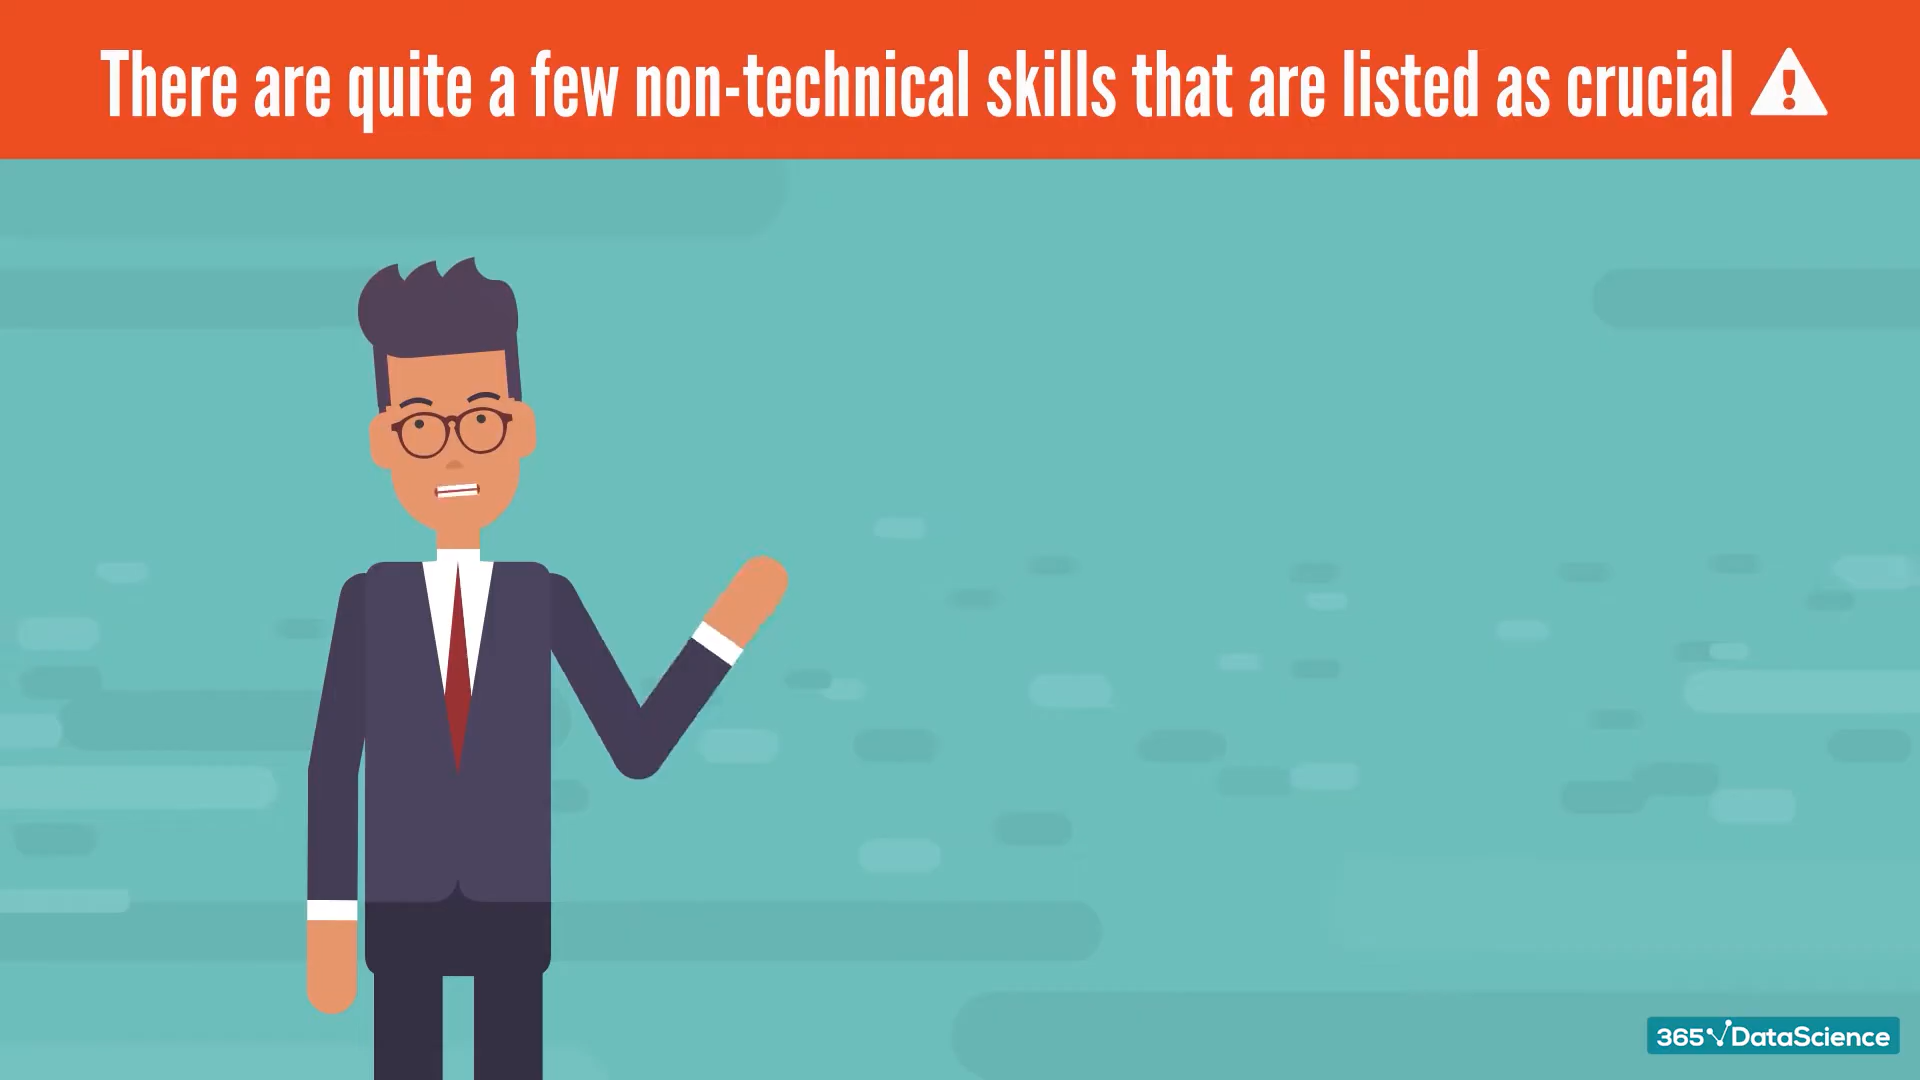 There are quite a few non-technical skills that are listed as crucial
365 DataScience